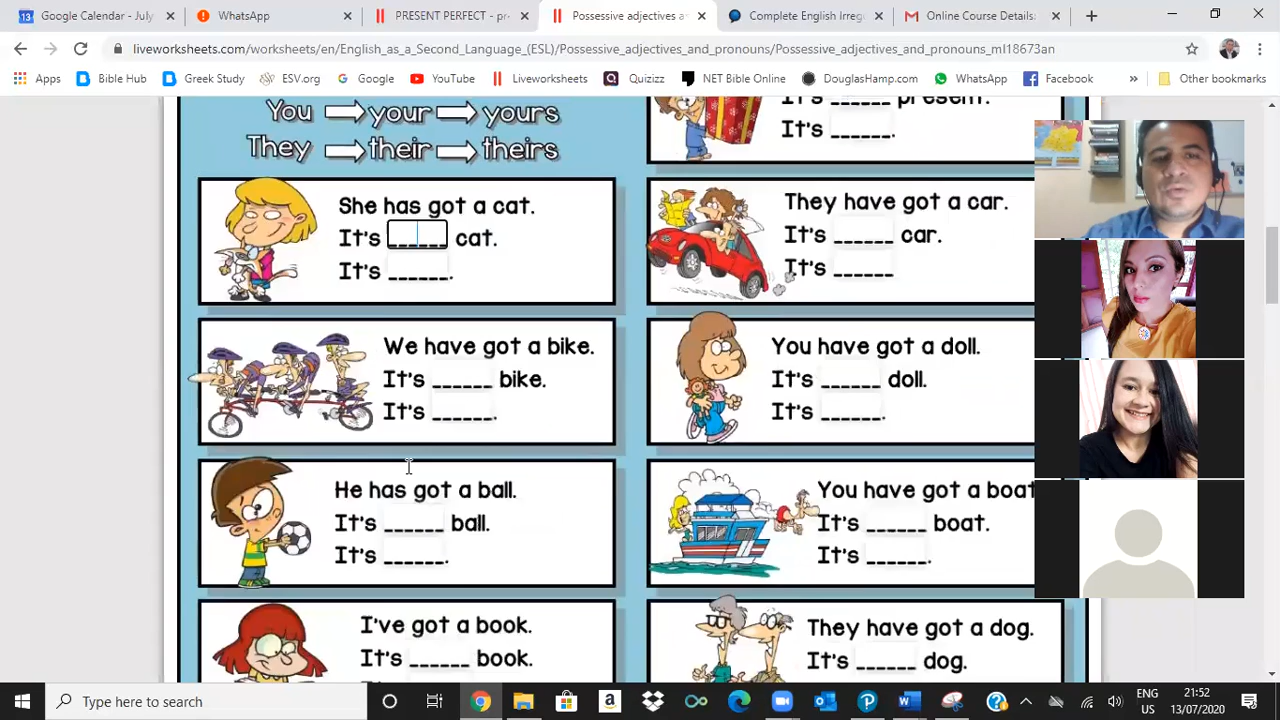 Google Calendar - July
WhatsApp
PRESENT PERFECT - pr
Possessive adjectives a
Complete English Irreg
Online Course Details:
liveworksheets.com/worksheets/en/English_as_a_Second_Language_(ESL)/Possessive_adjectives_and_pronouns/Possessive_adjectives_and_pronouns_ml18673an
Apps
Bible Hub
Greek Study
ESV.org
Google
YouTube
Liveworksheets
Quizizz
NET Bible Online
DouglasHamp.com
WhatsApp
Facebook
»
Other bookmarks
You your yours
They their theirs
It's ______ present.
It's ______.
She has got a cat.
It's ______ cat.
It's ______.
They have got a car.
It's ______ car.
It's ______
We have got a bike.
It's ______ bike.
It's ______.
You have got a doll.
It's ______ doll.
It's ______.
He has got a ball.
It's ______ ball.
It's ______.
You have got a boat
It's ______ boat.
It's ______.
I've got a book.
It's ______ book.
They have got a dog.
It's ______ dog.
Type here to search
ENG
US
21:52
13/07/2020